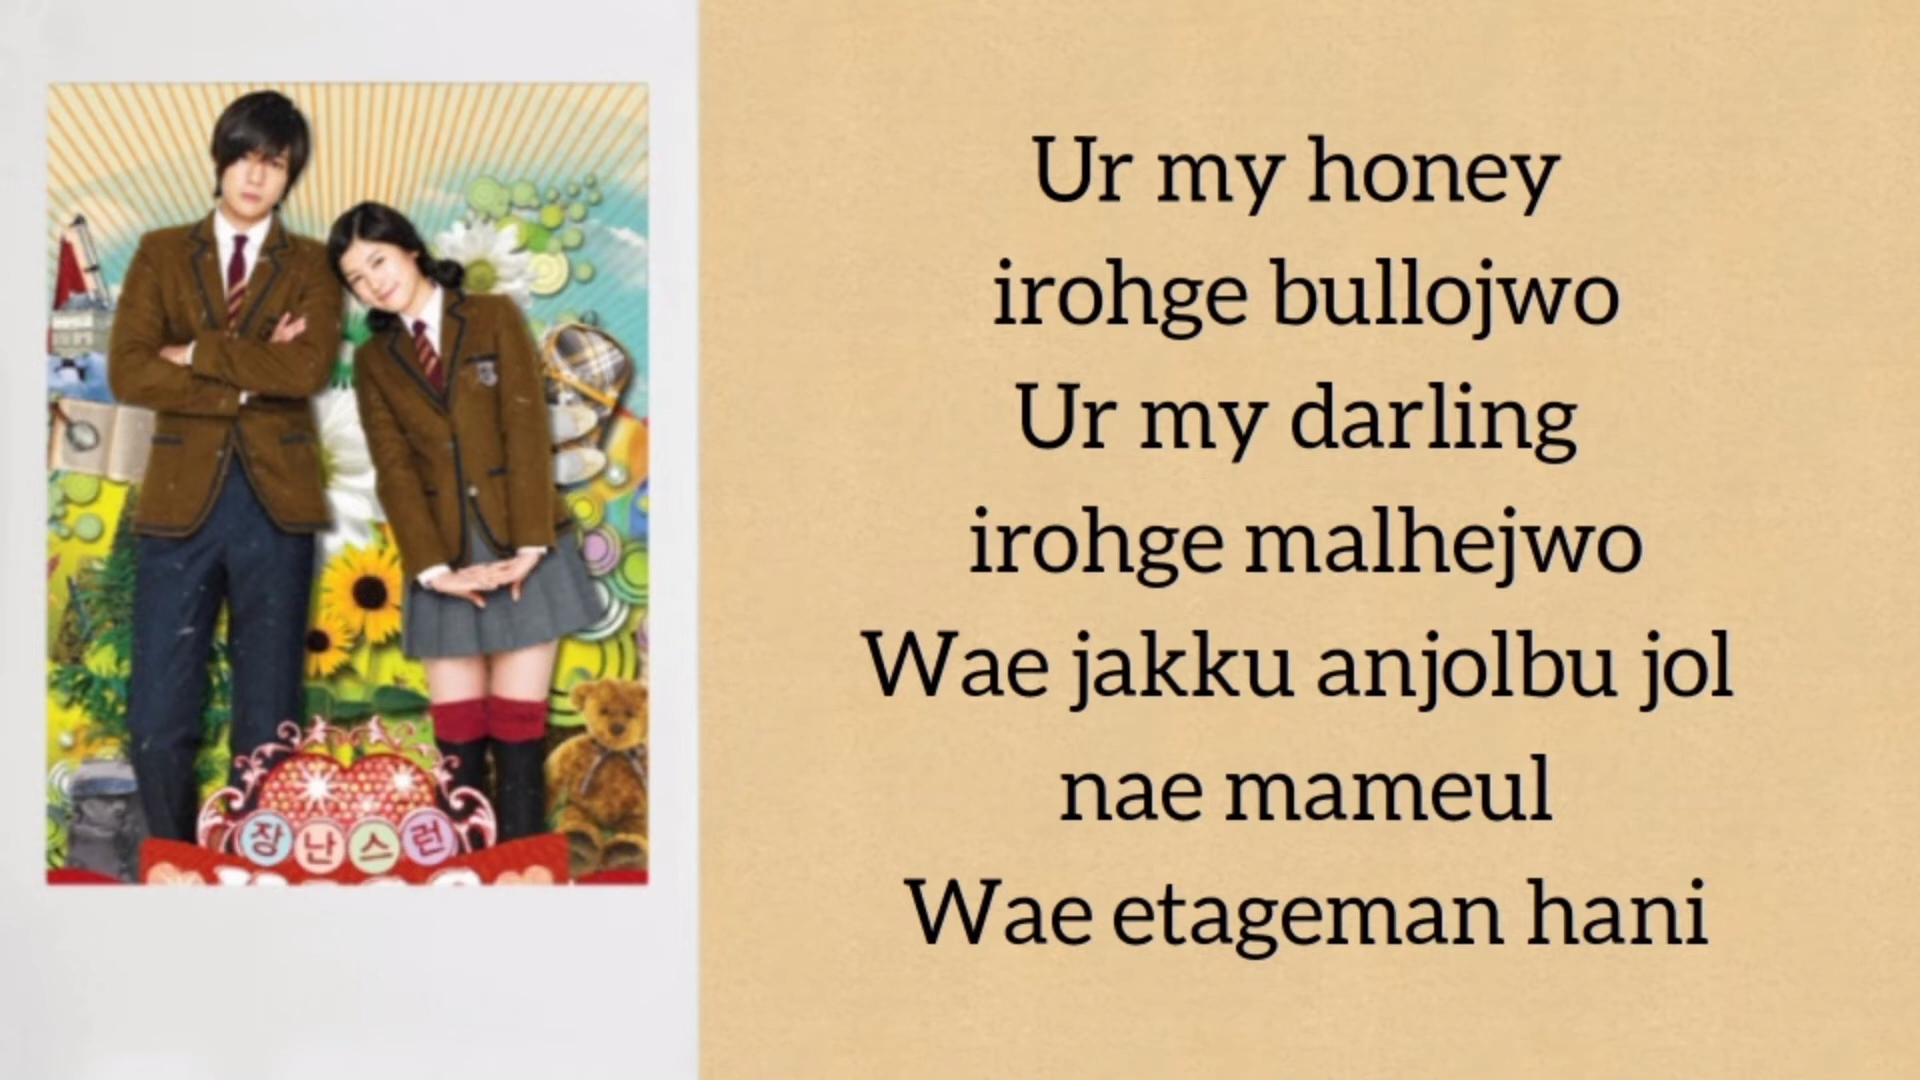 장난스런
Ur my honey
irohge bullojwo
Ur my darling
irohge malhejwo
Wae jakku anjolbu jol
nae mameul
Wae etageman hani